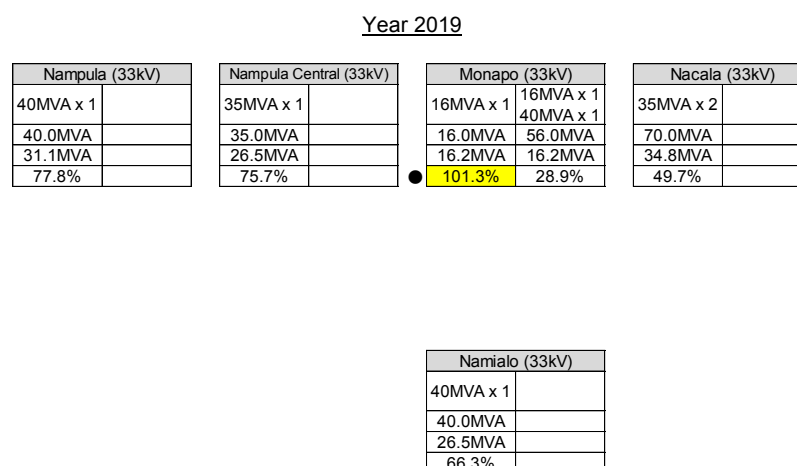 Year 2019
Nampula (33kV) Nampula Central (33kV) Monapo (33kV) Nacala (33kV)
40MVA x 1 35MVA x 1 16MVA x 1 16MVA x 1 40MVA x 1 35MVA x 2
40.0MVA 35.0MVA 16.0MVA 56.0MVA 70.0MVA
31.1MVA 26.5MVA 16.2MVA 16.2MVA 34.8MVA
77.8% 75.7% 101.3% 28.9% 49.7%
Namialo (33kV)
40MVA x 1
40.0MVA
26.5MVA
66.3%